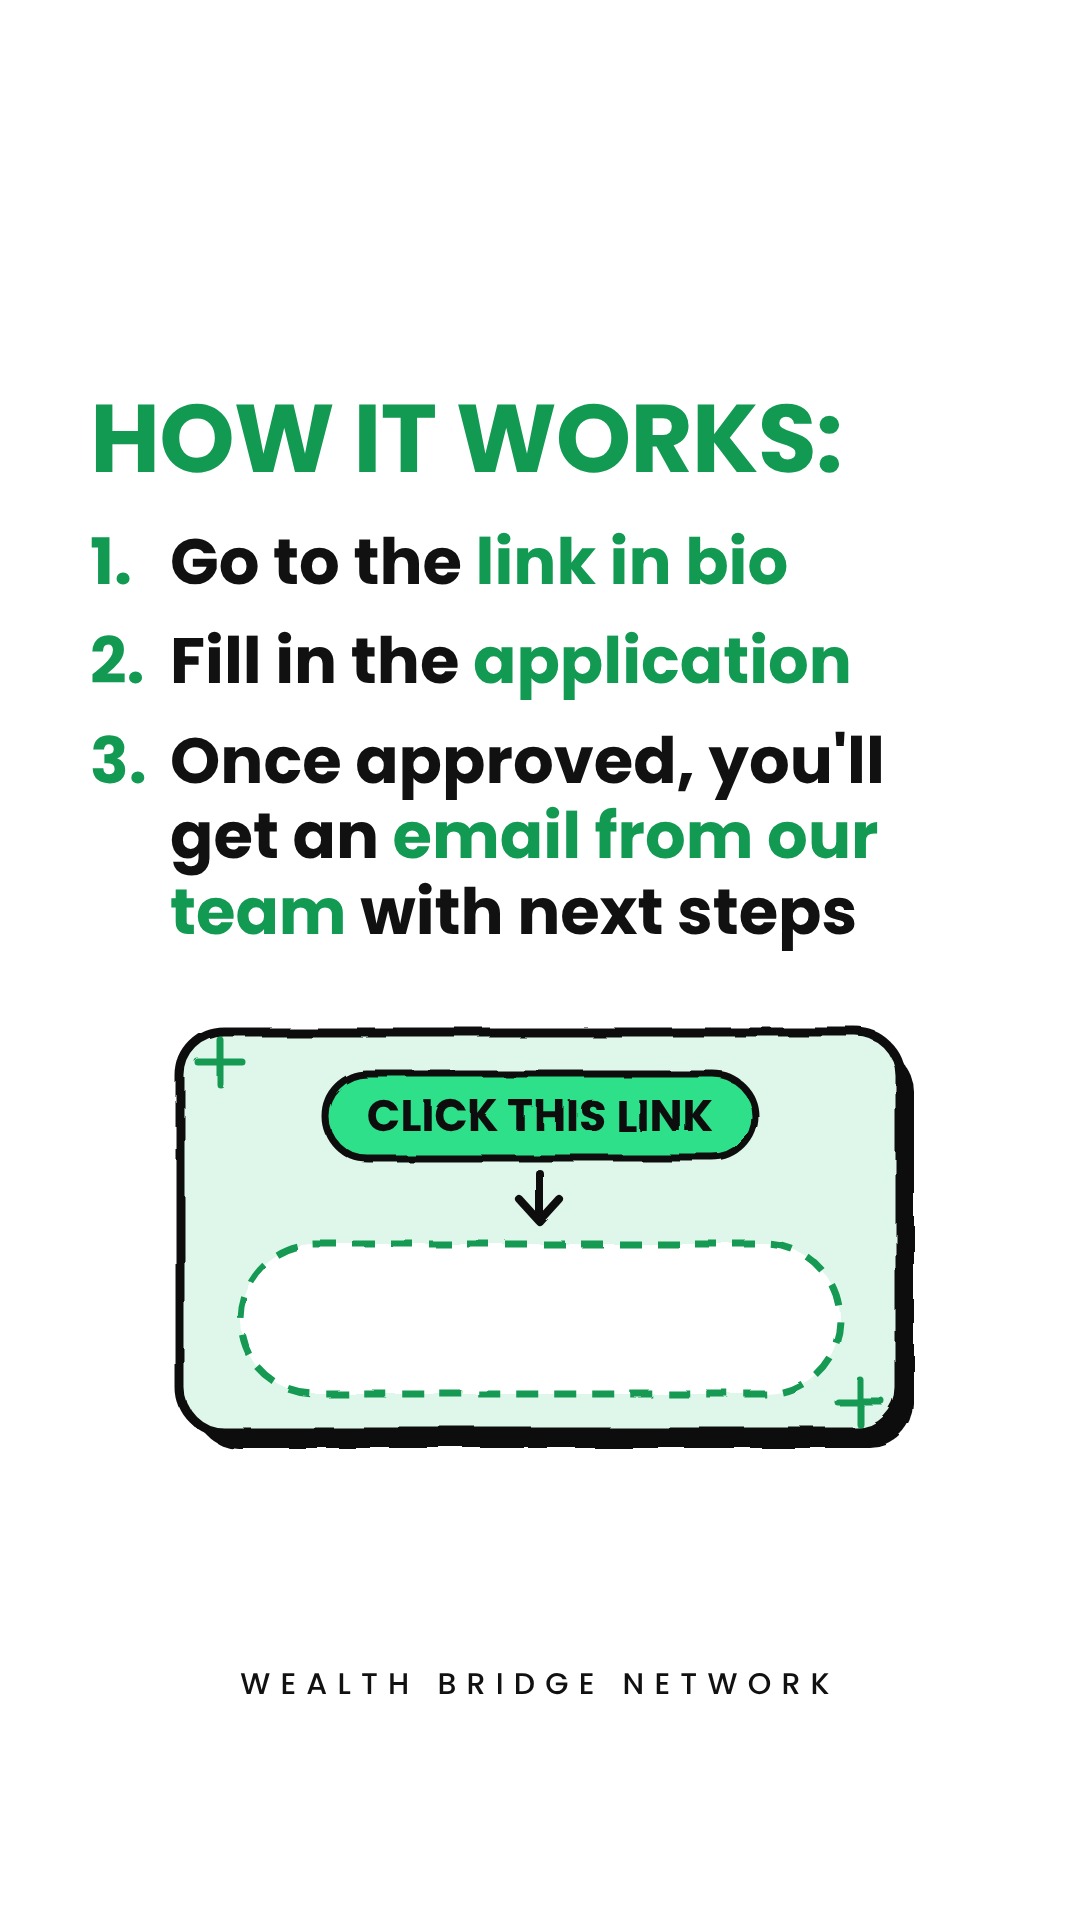 HOW IT WORKS:
1. Go to the link in bio
2. Fill in the application
3. Once approved, you'll
get an email from our
team with next steps
CLICK THIS LINK
WEALTH BRIDGE NETWORK